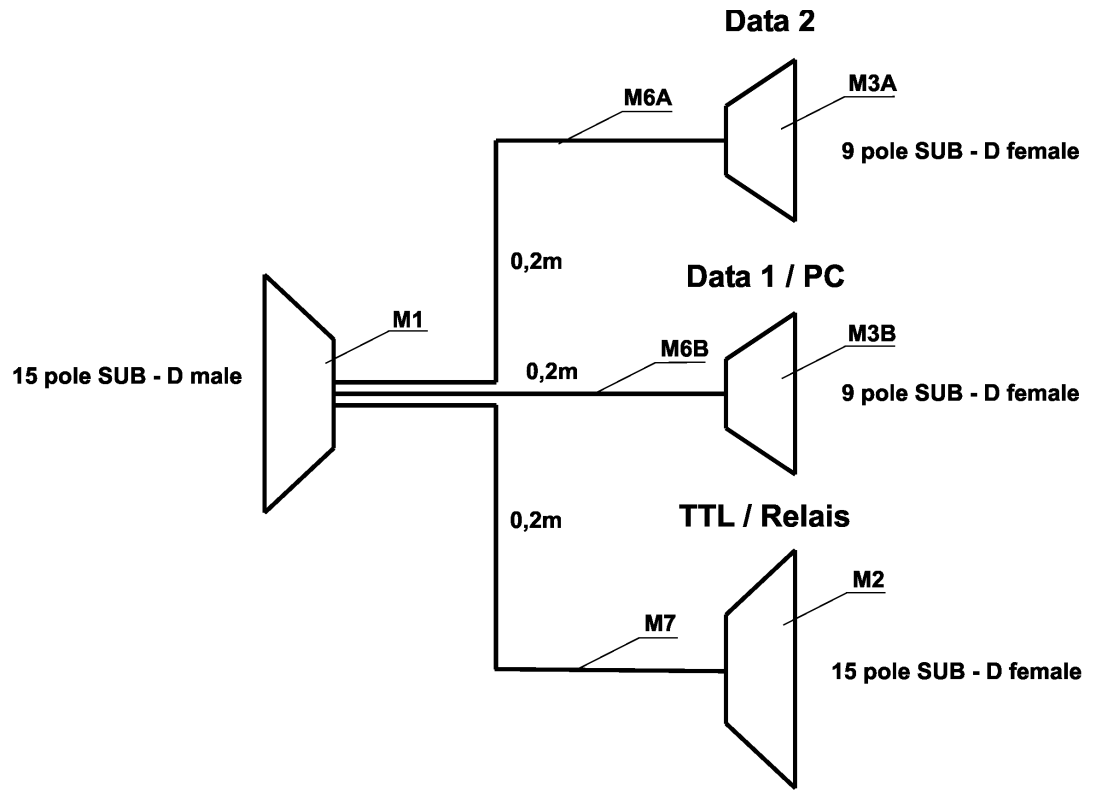 Data 2
M6A
M3A
9 pole SUB - D female
0,2m
Data 1 / PC
M1
M3B
M6B
0,2m
15 pole SUB - D male
9 pole SUB - D female
0,2m
TTL / Relais
M2
M7
15 pole SUB - D female